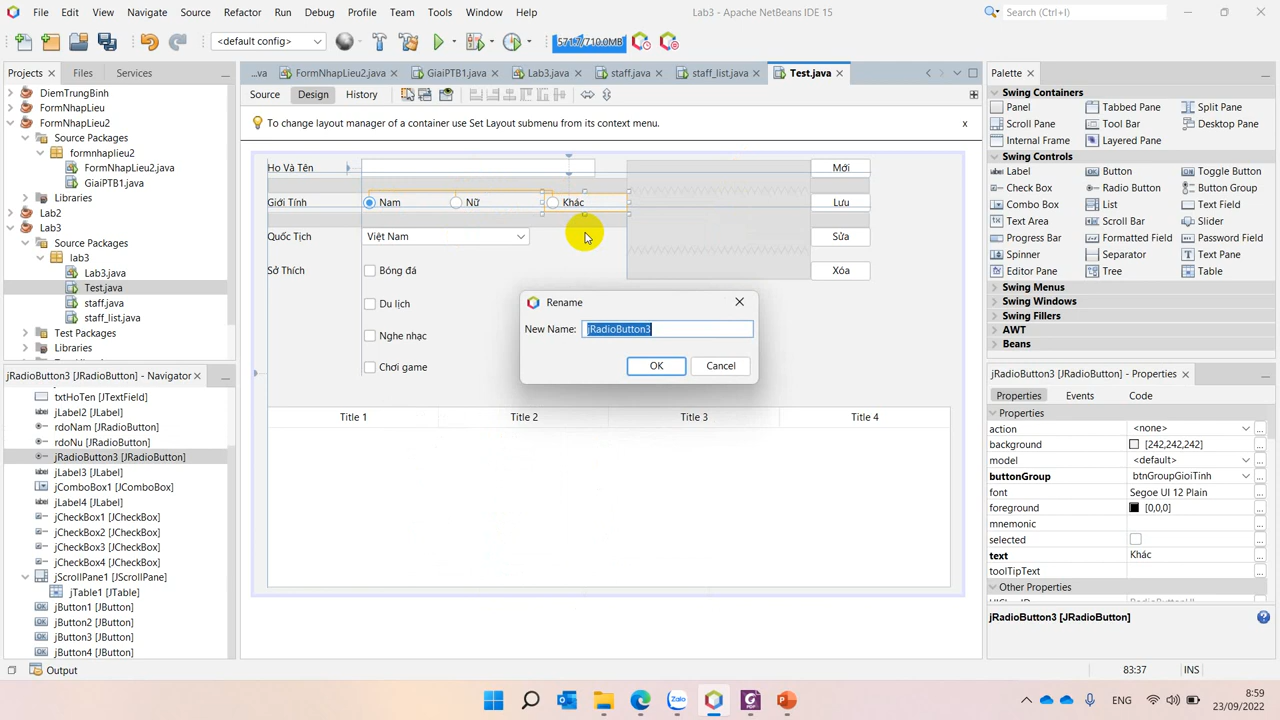 File Edit View Navigate Source Refactor Run Debug Profile Team Tools Window Help
Lab3 - Apache NetBeans IDE 15
Search (Ctrl+I)
<default config>
571.7/710.0MB
Projects Files Services
...va FormNhapLieu2.java GiaiPTB1.java Lab3.java staff.java staff_list.java Test.java
Source Design History
To change layout manager of a container use Set Layout submenu from its context menu. x
DiemTrungBinh
FormNhapLieu
FormNhapLieu2
Source Packages
formnhaplieu2
FormNhapLieu2.java
GiaiPTB1.java
Libraries
Lab2
Lab3
Source Packages
lab3
Lab3.java
Test.java
staff.java
staff_list.java
Test Packages
Libraries
jRadioButton3 [JRadioButton] - Navigator
txtHoTen [JTextField]
jLabel2 [JLabel]
rdoNam [JRadioButton]
rdoNu [JRadioButton]
jRadioButton3 [JRadioButton]
jLabel3 [JLabel]
jComboBox1 [JComboBox]
jLabel4 [JLabel]
jCheckBox1 [JCheckBox]
jCheckBox2 [JCheckBox]
jCheckBox3 [JCheckBox]
jCheckBox4 [JCheckBox]
jScrollPane1 [JScrollPane]
jTable1 [JTable]
jButton1 [JButton]
jButton2 [JButton]
jButton3 [JButton]
jButton4 [JButton]
Output
Họ Và Tên Mới
Giới Tính Nam Nữ Khác Lưu
Quốc Tịch Việt Nam Sửa
Sở Thích Bóng đá Xóa
Du lịch
Nghe nhạc
Chơi game
Rename
New Name: jRadioButton3
OK Cancel
Title 1 Title 2 Title 3 Title 4
Palette
Swing Containers
Panel Tabbed Pane Split Pane
Scroll Pane Tool Bar Desktop Pane
Internal Frame Layered Pane
Swing Controls
Label Button Toggle Button
Check Box Radio Button Button Group
Combo Box List Text Field
Text Area Scroll Bar Slider
Progress Bar Formatted Field Password Field
Spinner Separator Text Pane
Editor Pane Tree Table
Swing Menus
Swing Windows
Swing Fillers
AWT
Beans
jRadioButton3 [JRadioButton] - Properties
Properties Events Code
Properties
action <none> ...
background [242,242,242] ...
model <default> ...
buttonGroup btnGroupGioiTinh ...
font Segoe UI 12 Plain ...
foreground [0,0,0] ...
mnemonic ...
selected ...
text Khác ...
toolTipText ...
Other Properties
jRadioButton3 [JRadioButton]
83:37 INS
ENG
8:59
23/09/2022